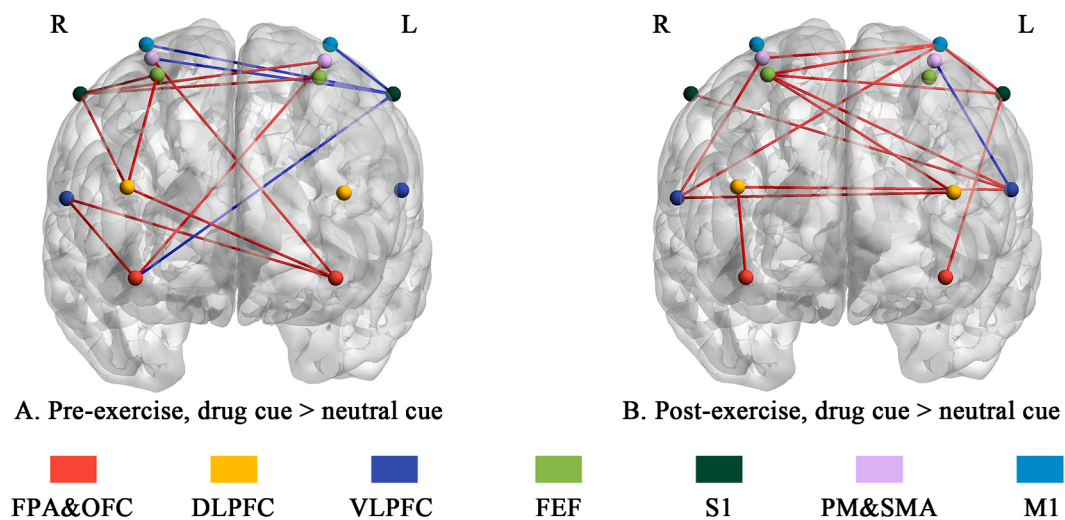 R L R L
A. Pre-exercise, drug cue > neutral cue B. Post-exercise, drug cue > neutral cue
FPA&OFC DLPFC VLPFC FEF S1 PM&SMA M1